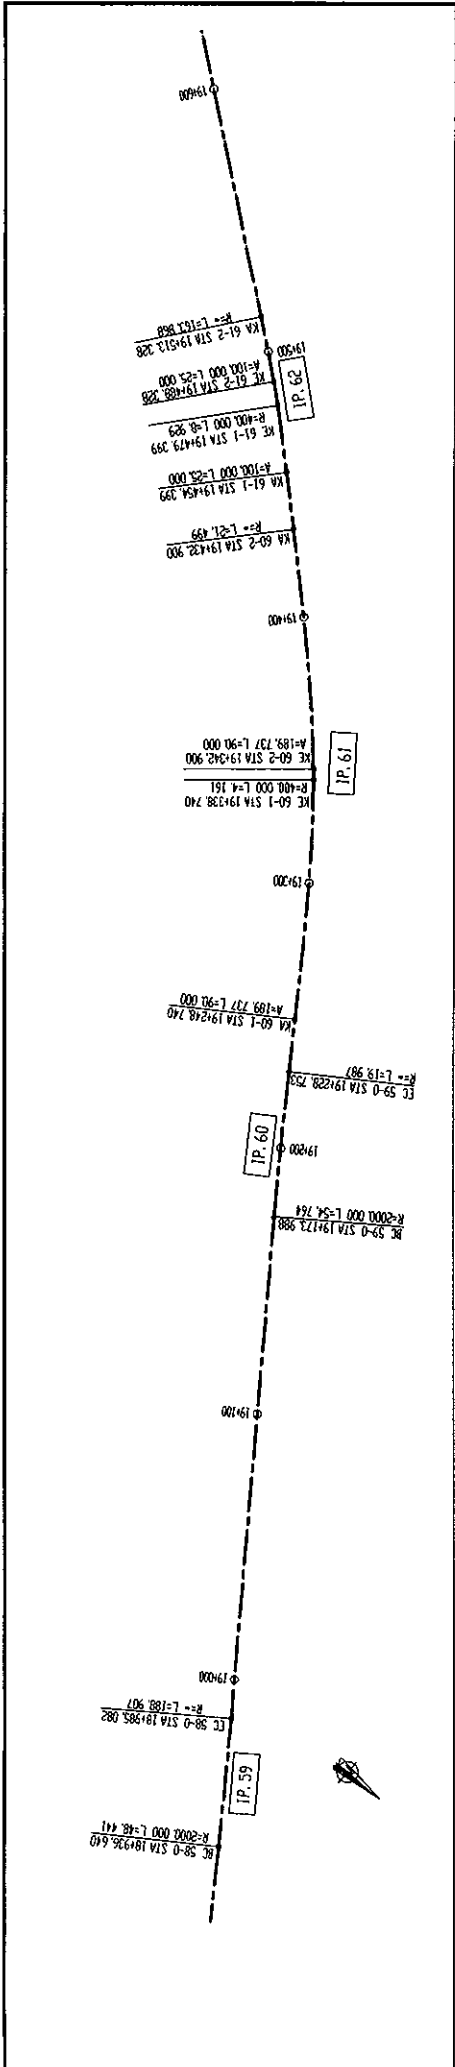 19+600
KA 61-2 STA 19+513.328
R=∞ L=163.868
19+500
KE 61-2 STA 19+488.328
A=100.000 L=25.000
IP. 62
KE 61-1 STA 19+479.399
R=400.000 L=8.929
KA 61-1 STA 19+454.399
A=100.000 L=25.000
KA 60-2 STA 19+432.900
R=∞ L=21.499
19+400
KE 60-2 STA 19+342.900
A=189.737 L=90.000
IP. 61
KE 60-1 STA 19+338.740
R=400.000 L=4.161
19+300
KA 60-1 STA 19+248.740
A=189.737 L=90.000
EC 59-0 STA 19+228.753
R=∞ L=19.987
IP. 60
19+200
BC 59-0 STA 19+173.988
R=2000.000 L=54.764
19+100
19+000
EC 58-0 STA 18+985.082
R=∞ L=188.907
IP. 59
BC 58-0 STA 18+936.640
R=2000.000 L=48.441